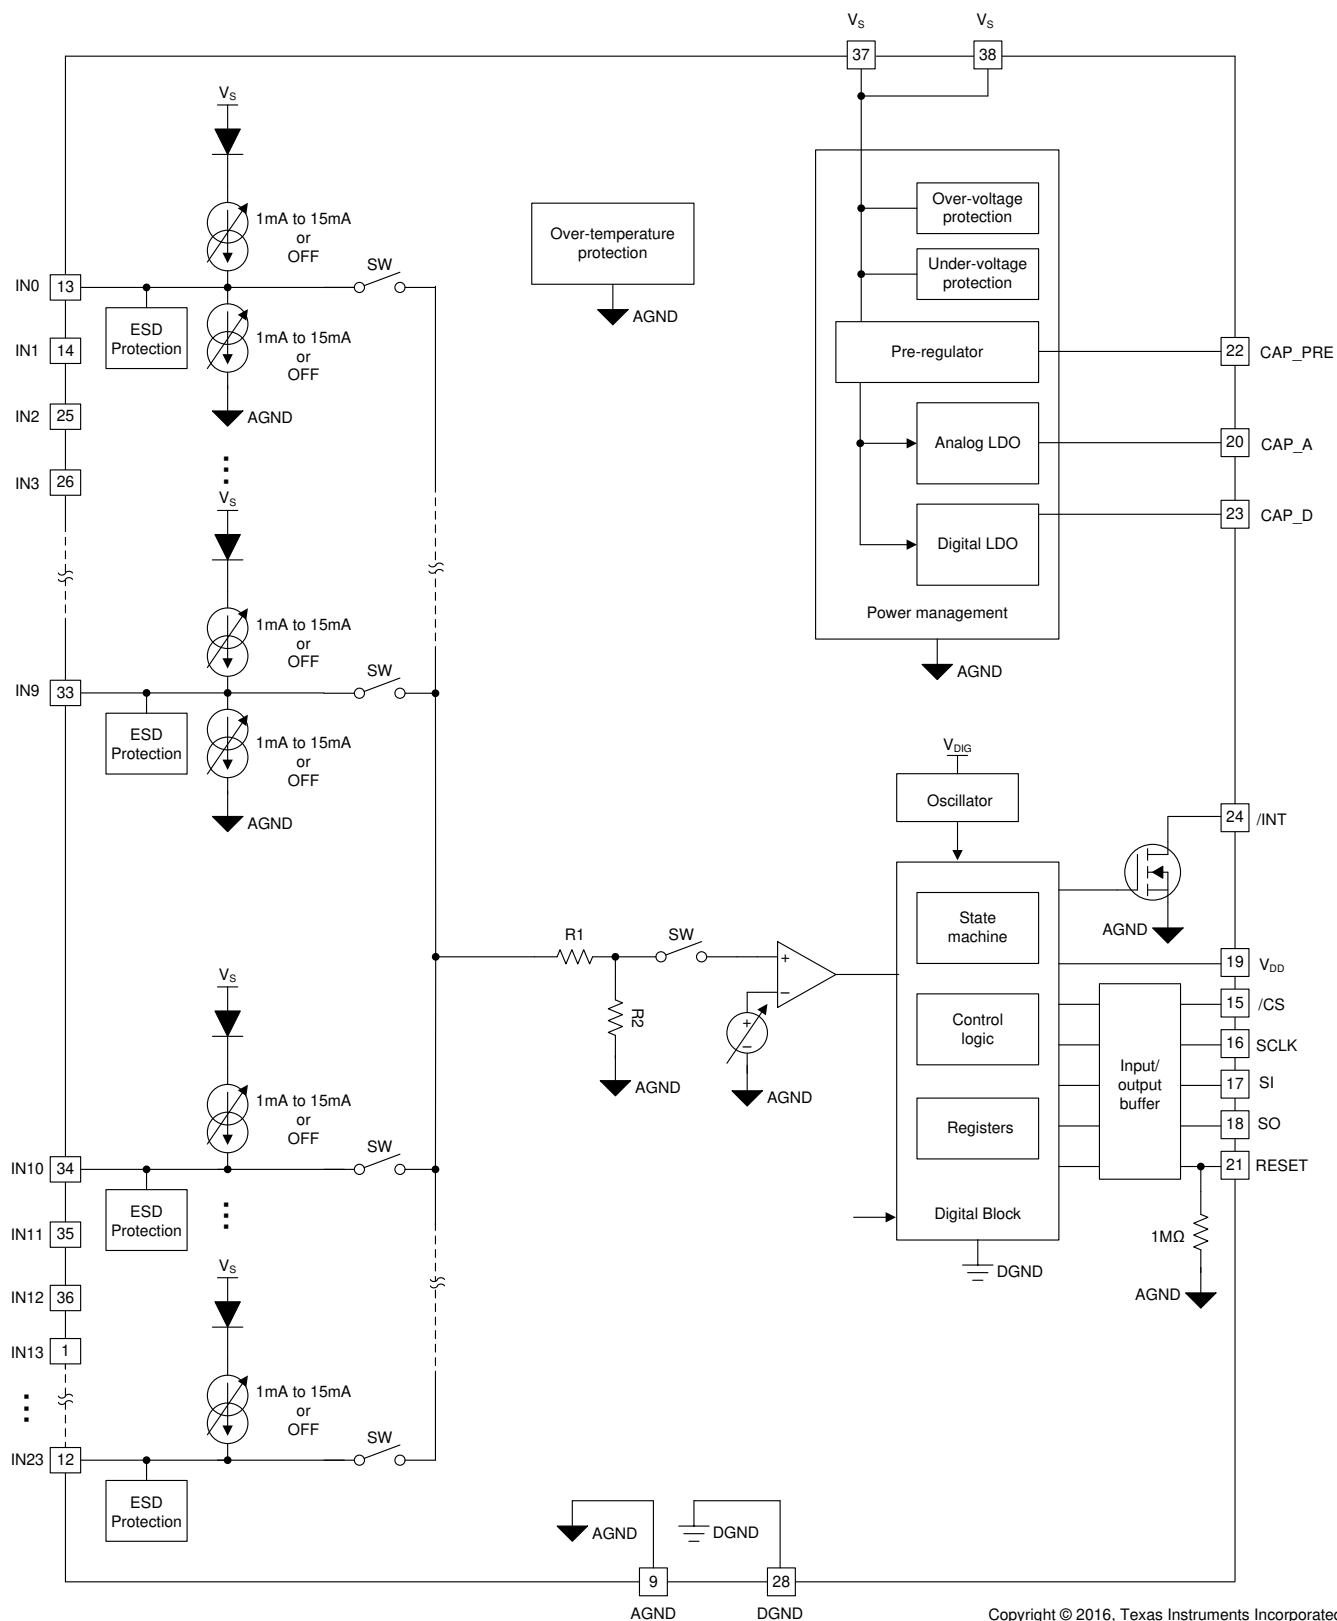 VS VS
37 38
VS
1mA to 15mA
or
OFF
SW
IN0 13
ESD
Protection
1mA to 15mA
or
OFF
AGND
IN1 14
IN2 25
IN3 26
Over-temperature
protection
AGND
Over-voltage
protection
Under-voltage
protection
Pre-regulator
22 CAP_PRE
Analog LDO
20 CAP_A
Digital LDO
23 CAP_D
Power management
AGND
VS
1mA to 15mA
or
OFF
SW
IN9 33
ESD
Protection
1mA to 15mA
or
OFF
AGND
VDIG
Oscillator
24 /INT
AGND
State
machine
19 VDD
R1
SW
+
–
R2
+
–
AGND
AGND
Control
logic
Registers
Digital Block
DGND
Input/
output
buffer
15 /CS
16 SCLK
17 SI
18 SO
21 RESET
1MΩ
AGND
VS
1mA to 15mA
or
OFF
SW
IN10 34
ESD
Protection
IN11 35
IN12 36
IN13 1
VS
1mA to 15mA
or
OFF
SW
IN23 12
ESD
Protection
AGND
DGND
9 28
AGND DGND
Copyright © 2016, Texas Instruments Incorporated